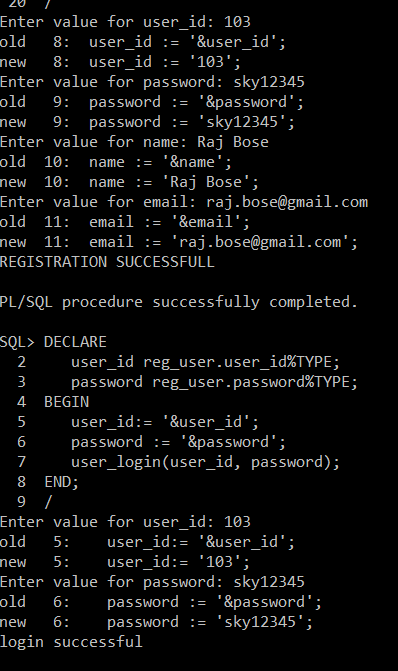 20  /
Enter value for user_id: 103
old   8:  user_id := '&user_id';
new   8:  user_id := '103';
Enter value for password: sky12345
old   9:  password := '&password';
new   9:  password := 'sky12345';
Enter value for name: Raj Bose
old  10:  name := '&name';
new  10:  name := 'Raj Bose';
Enter value for email: raj.bose@gmail.com
old  11:  email := '&email';
new  11:  email := 'raj.bose@gmail.com';
REGISTRATION SUCCESSFULL
PL/SQL procedure successfully completed.
SQL> DECLARE
  2     user_id reg_user.user_id%TYPE;
  3     password reg_user.password%TYPE;
  4  BEGIN
  5     user_id:= '&user_id';
  6     password := '&password';
  7     user_login(user_id, password);
  8  END;
  9  /
Enter value for user_id: 103
old   5:    user_id:= '&user_id';
new   5:    user_id:= '103';
Enter value for password: sky12345
old   6:    password := '&password';
new   6:    password := 'sky12345';
login successful